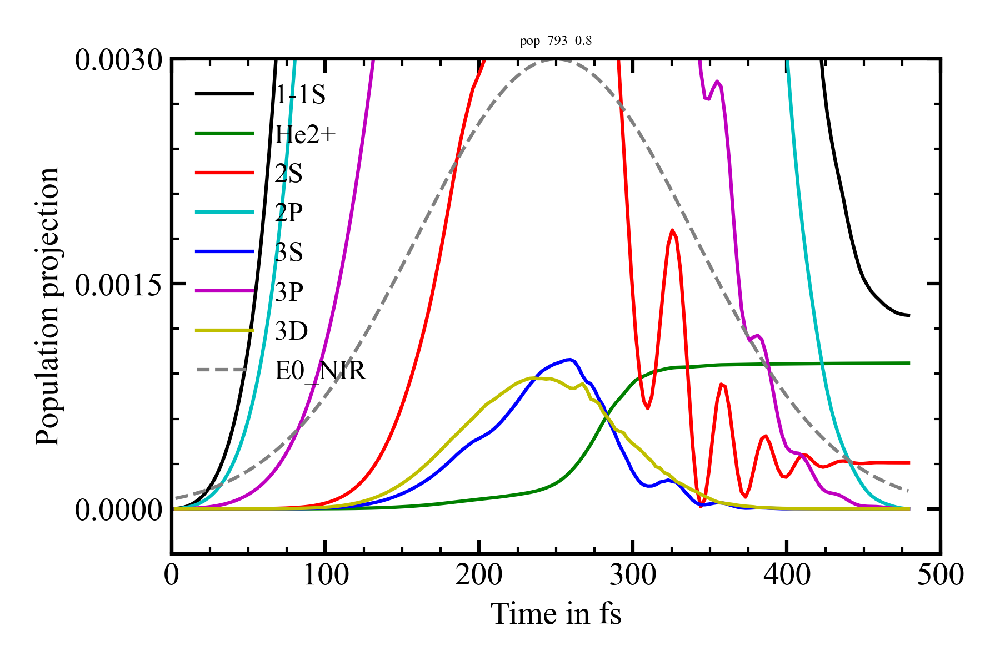 pop_793_0.8
0.0030
0.0015
0.0000
Population projection
1-1S
He2+
2S
2P
3S
3P
3D
E0_NIR
0 100 200 300 400 500
Time in fs